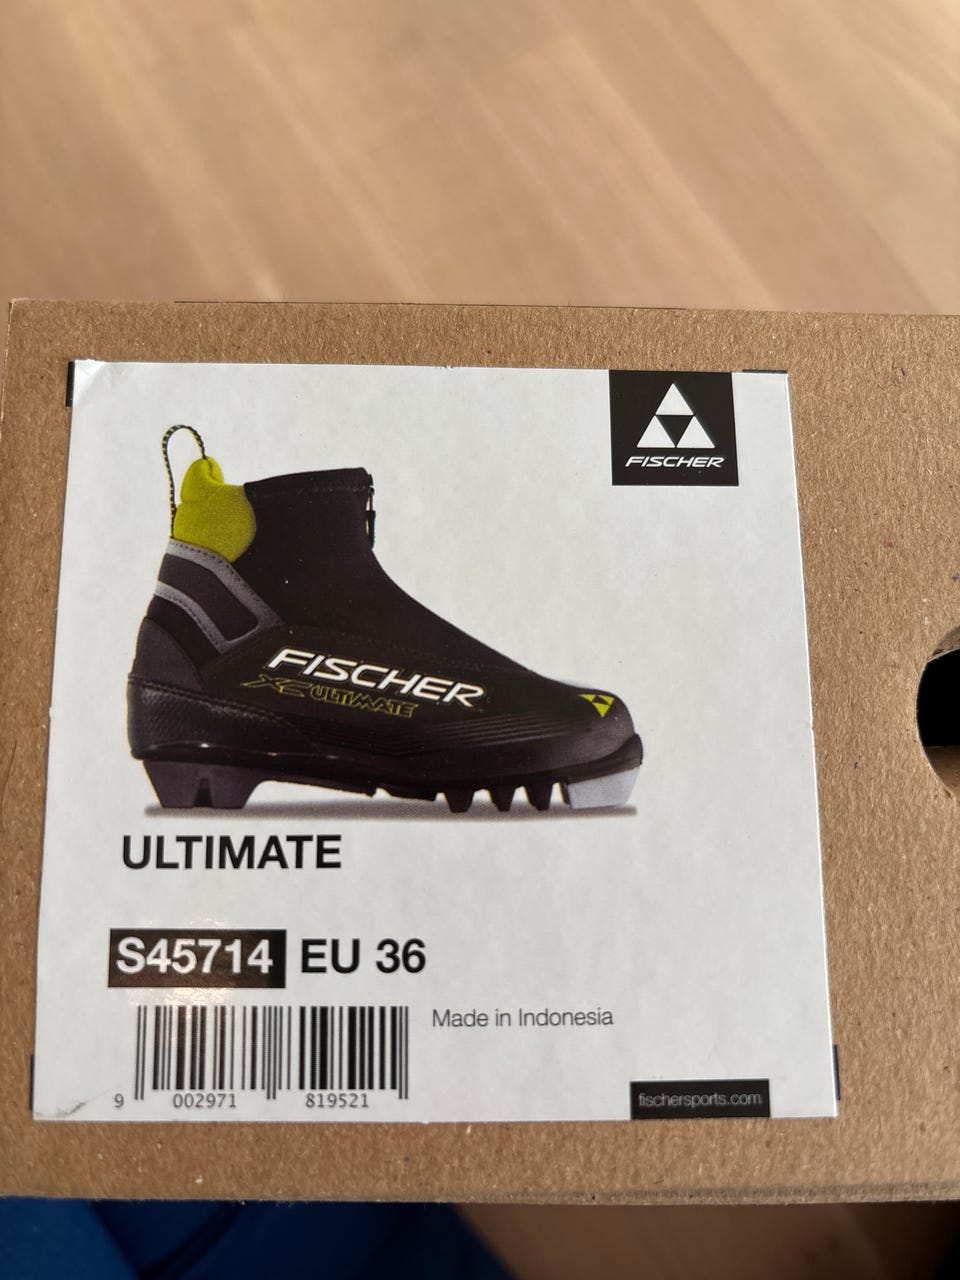 FISCHER
FISCHER
XC ULTIMATE
ULTIMATE
S45714 EU 36
Made in Indonesia
9 002971 819521
fischersports.com